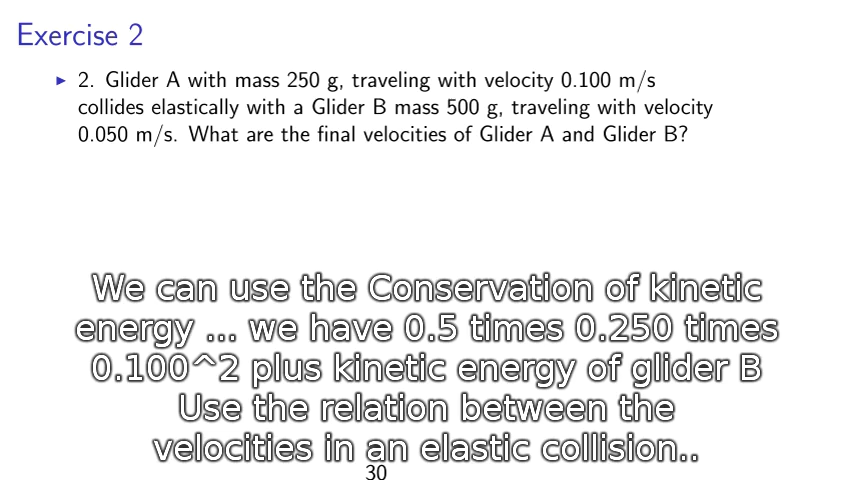 Exercise 2
▶ 2. Glider A with mass 250 g, traveling with velocity 0.100 m/s
collides elastically with a Glider B mass 500 g, traveling with velocity
0.050 m/s. What are the final velocities of Glider A and Glider B?
We can use the Conservation of kinetic
energy ... we have 0.5 times 0.250 times
0.100^2 plus kinetic energy of glider B
Use the relation between the
velocities in an elastic collision..
30